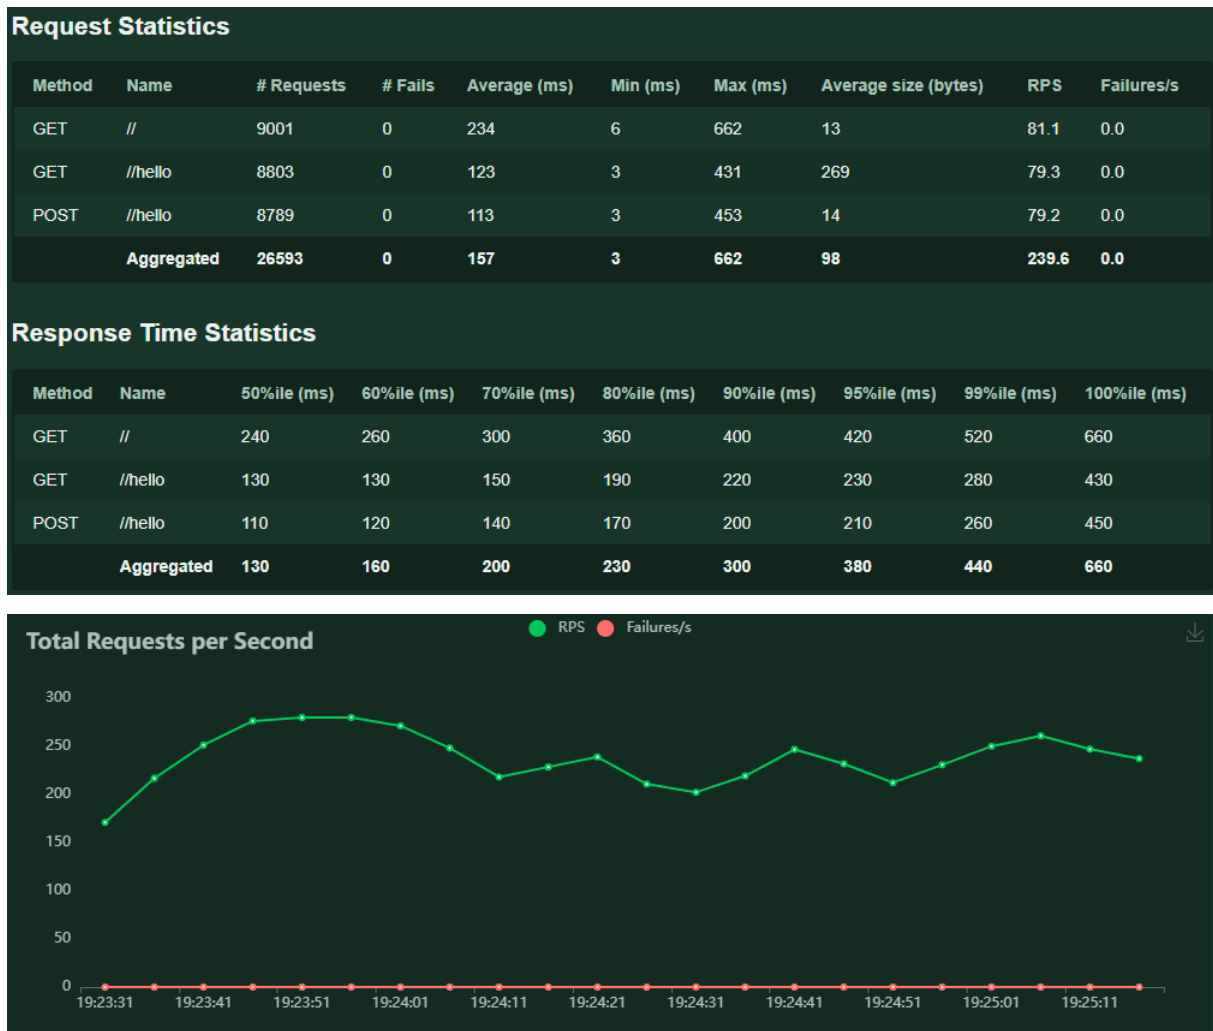 Request Statistics
Method Name # Requests # Fails Average (ms) Min (ms) Max (ms) Average size (bytes) RPS Failures/s
GET // 9001 0 234 6 662 13 81.1 0.0
GET //hello 8803 0 123 3 431 269 79.3 0.0
POST //hello 8789 0 113 3 453 14 79.2 0.0
Aggregated 26593 0 157 3 662 98 239.6 0.0
Response Time Statistics
Method Name 50%ile (ms) 60%ile (ms) 70%ile (ms) 80%ile (ms) 90%ile (ms) 95%ile (ms) 99%ile (ms) 100%ile (ms)
GET // 240 260 300 360 400 420 520 660
GET //hello 130 130 150 190 220 230 280 430
POST //hello 110 120 140 170 200 210 260 450
Aggregated 130 160 200 230 300 380 440 660
Total Requests per Second
RPS Failures/s
300
250
200
150
100
50
0
19:23:31 19:23:41 19:23:51 19:24:01 19:24:11 19:24:21 19:24:31 19:24:41 19:24:51 19:25:01 19:25:11